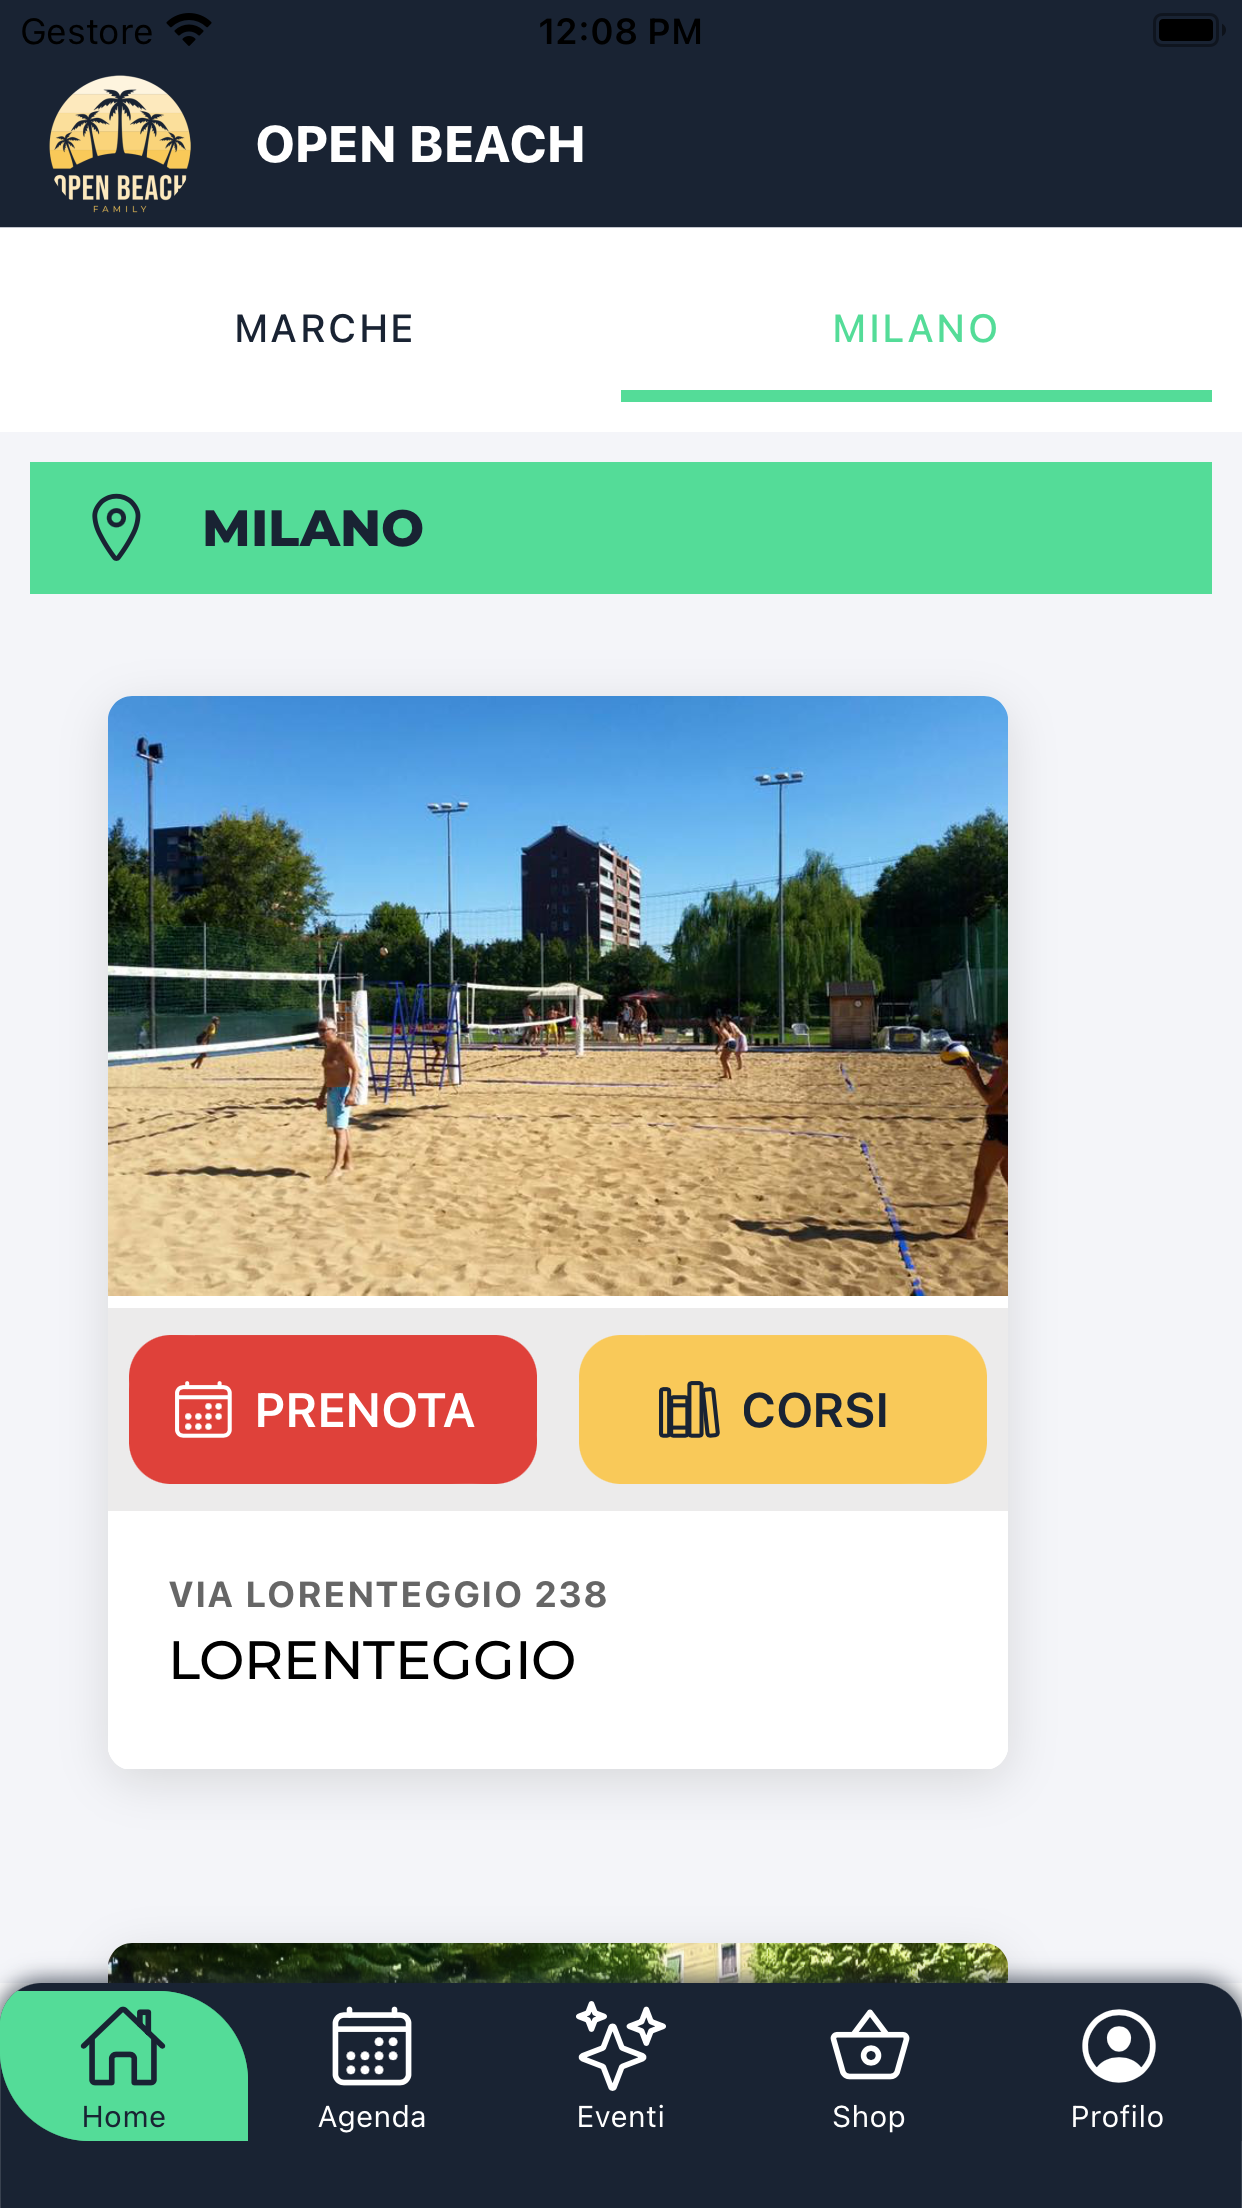 Gestore 12:08 PM
OPEN BEACH
FAMILY
OPEN BEACH
MARCHE MILANO
MILANO
PRENOTA CORSI
VIA LORENTEGGIO 238
LORENTEGGIO
Home Agenda Eventi Shop Profilo